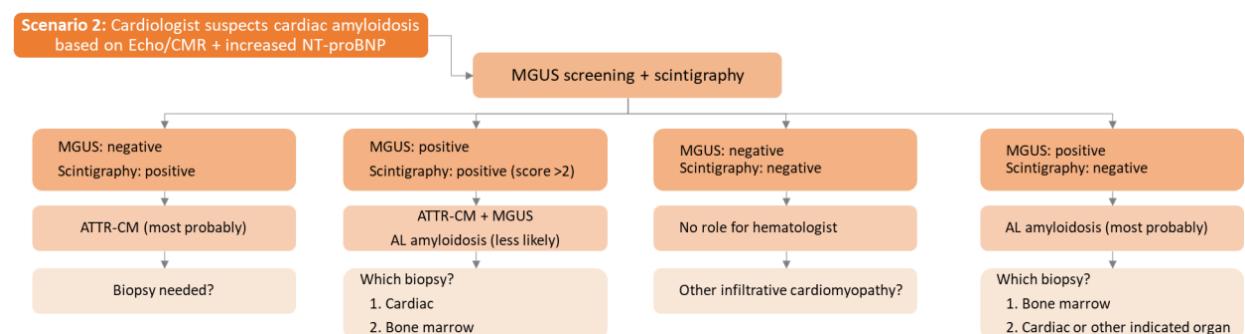 Scenario 2: Cardiologist suspects cardiac amyloidosis
based on Echo/CMR + increased NT-proBNP
MGUS screening + scintigraphy
MGUS: negative
Scintigraphy: positive
ATTR-CM (most probably)
Biopsy needed?
MGUS: positive
Scintigraphy: positive (score >2)
ATTR-CM + MGUS
AL amyloidosis (less likely)
Which biopsy?
1. Cardiac
2. Bone marrow
MGUS: negative
Scintigraphy: negative
No role for hematologist
Other infiltrative cardiomyopathy?
MGUS: positive
Scintigraphy: negative
AL amyloidosis (most probably)
Which biopsy?
1. Bone marrow
2. Cardiac or other indicated organ